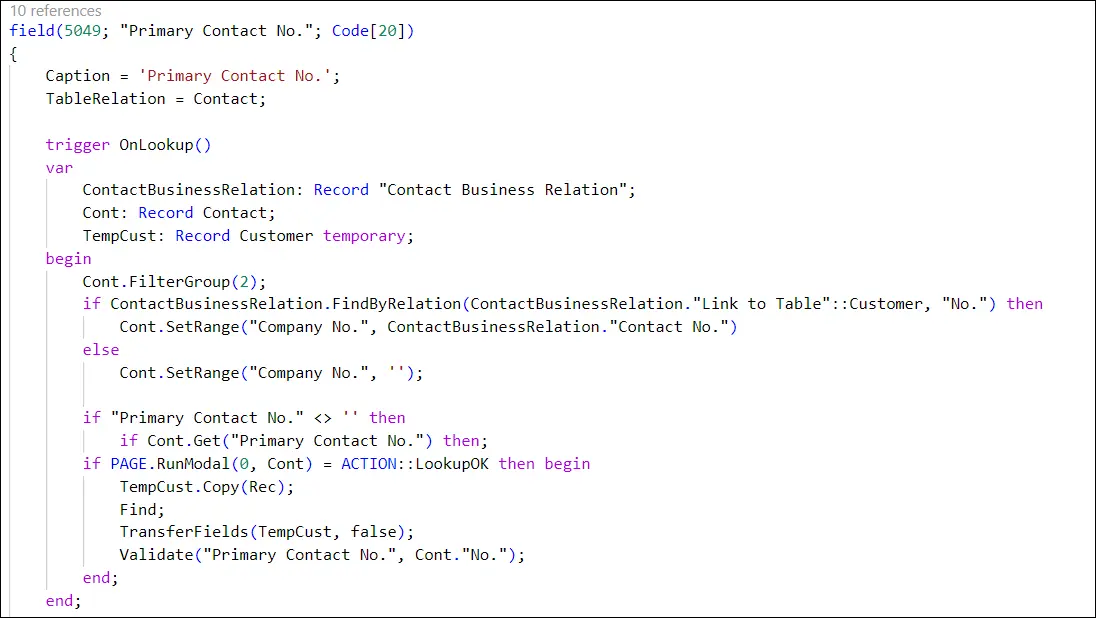 10 references
field(5049; "Primary Contact No."; Code[20])
{
    Caption = 'Primary Contact No.';
    TableRelation = Contact;

    trigger OnLookup()
    var
        ContactBusinessRelation: Record "Contact Business Relation";
        Cont: Record Contact;
        TempCust: Record Customer temporary;
    begin
        Cont.FilterGroup(2);
        if ContactBusinessRelation.FindByRelation(ContactBusinessRelation."Link to Table"::Customer, "No.") then
            Cont.SetRange("Company No.", ContactBusinessRelation."Contact No.")
        else
            Cont.SetRange("Company No.", '');

        if "Primary Contact No." <> '' then
            if Cont.Get("Primary Contact No.") then;
        if PAGE.RunModal(0, Cont) = ACTION::LookupOK then begin
            TempCust.Copy(Rec);
            Find;
            TransferFields(TempCust, false);
            Validate("Primary Contact No.", Cont."No.");
        end;
    end;